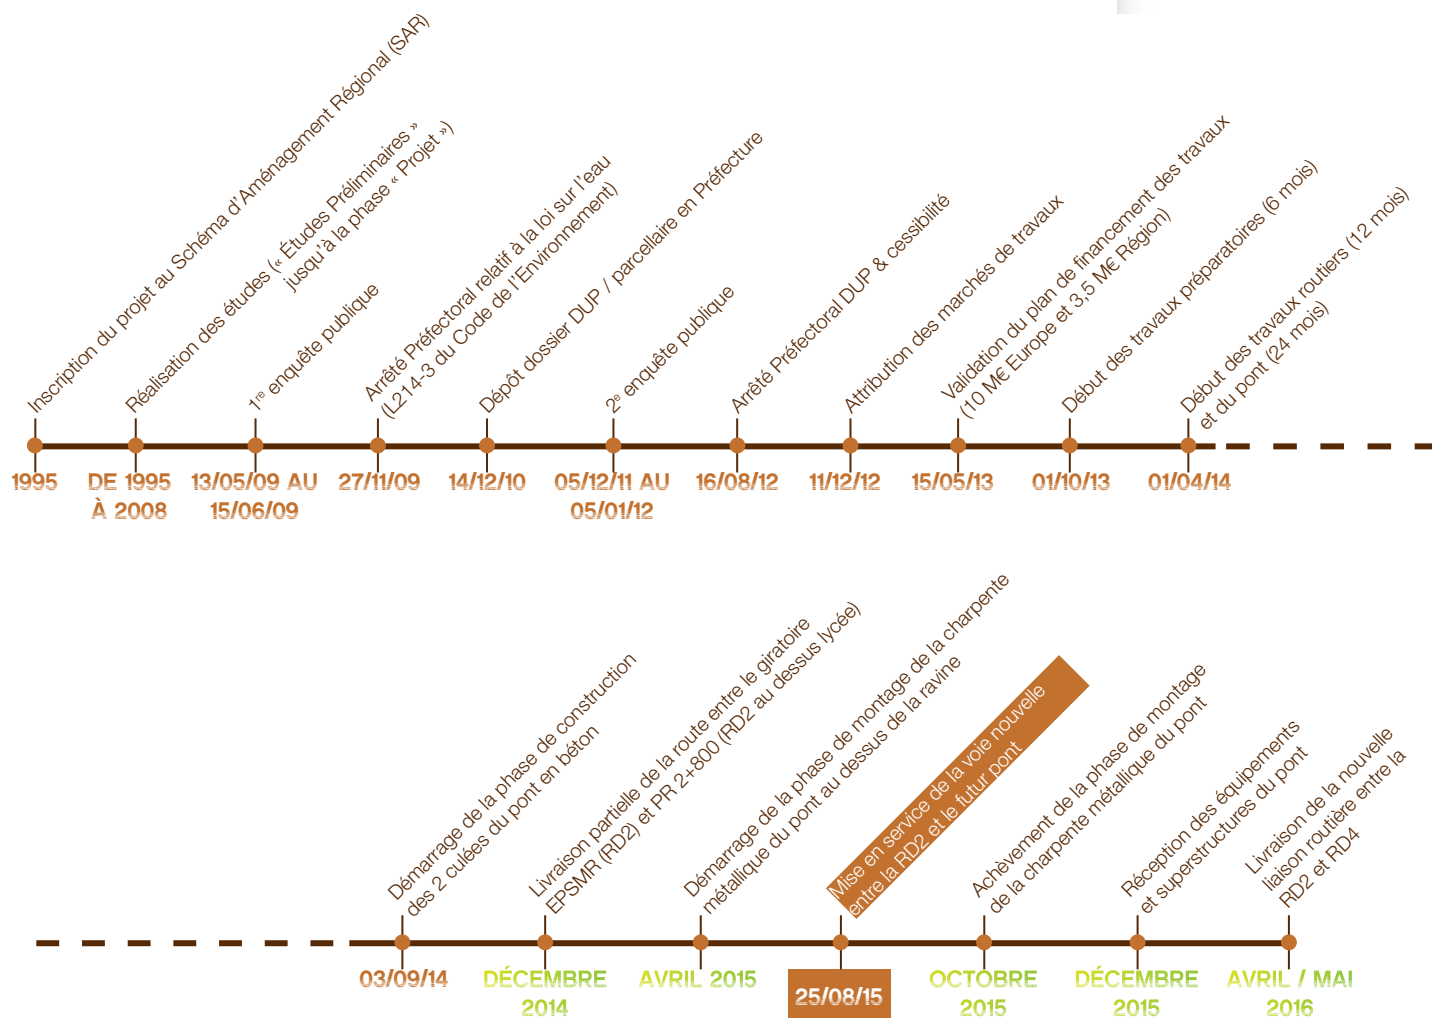 Inscription du projet au Schéma d'Aménagement Régional (SAR)
1995
Réalisation des études (« Études Préliminaires »
jusqu'à la phase « Projet »)
DE 1995
À 2008
1re enquête publique
13/05/09 AU
15/06/09
Arrêté Préfectoral relatif à la loi sur l'eau
(L214-3 du Code de l'Environnement)
27/11/09
Dépôt dossier DUP / parcellaire en Préfecture
14/12/10
2e enquête publique
05/12/11 AU
05/01/12
Arrêté Préfectoral DUP & cessibilité
16/08/12
Attribution des marchés de travaux
11/12/12
Validation du plan de financement des travaux
(10 M€ Europe et 3,5 M€ Région)
15/05/13
Début des travaux préparatoires (6 mois)
01/10/13
Début des travaux routiers (12 mois)
et du pont (24 mois)
01/04/14
Démarrage de la phase de construction
des 2 culées du pont en béton
03/09/14
Livraison partielle de la route entre le giratoire
EPSMR (RD2) et PR 2+800 (RD2 au dessus lycée)
DÉCEMBRE
2014
Démarrage de la phase de montage de la charpente
métallique du pont au dessus de la ravine
AVRIL 2015
Mise en service de la voie nouvelle
entre la RD2 et le futur pont
25/08/15
Achèvement de la phase de montage
de la charpente métallique du pont
OCTOBRE
2015
Réception des équipements
et superstructures du pont
DÉCEMBRE
2015
Livraison de la nouvelle
liaison routière entre la
RD2 et RD4
AVRIL / MAI
2016